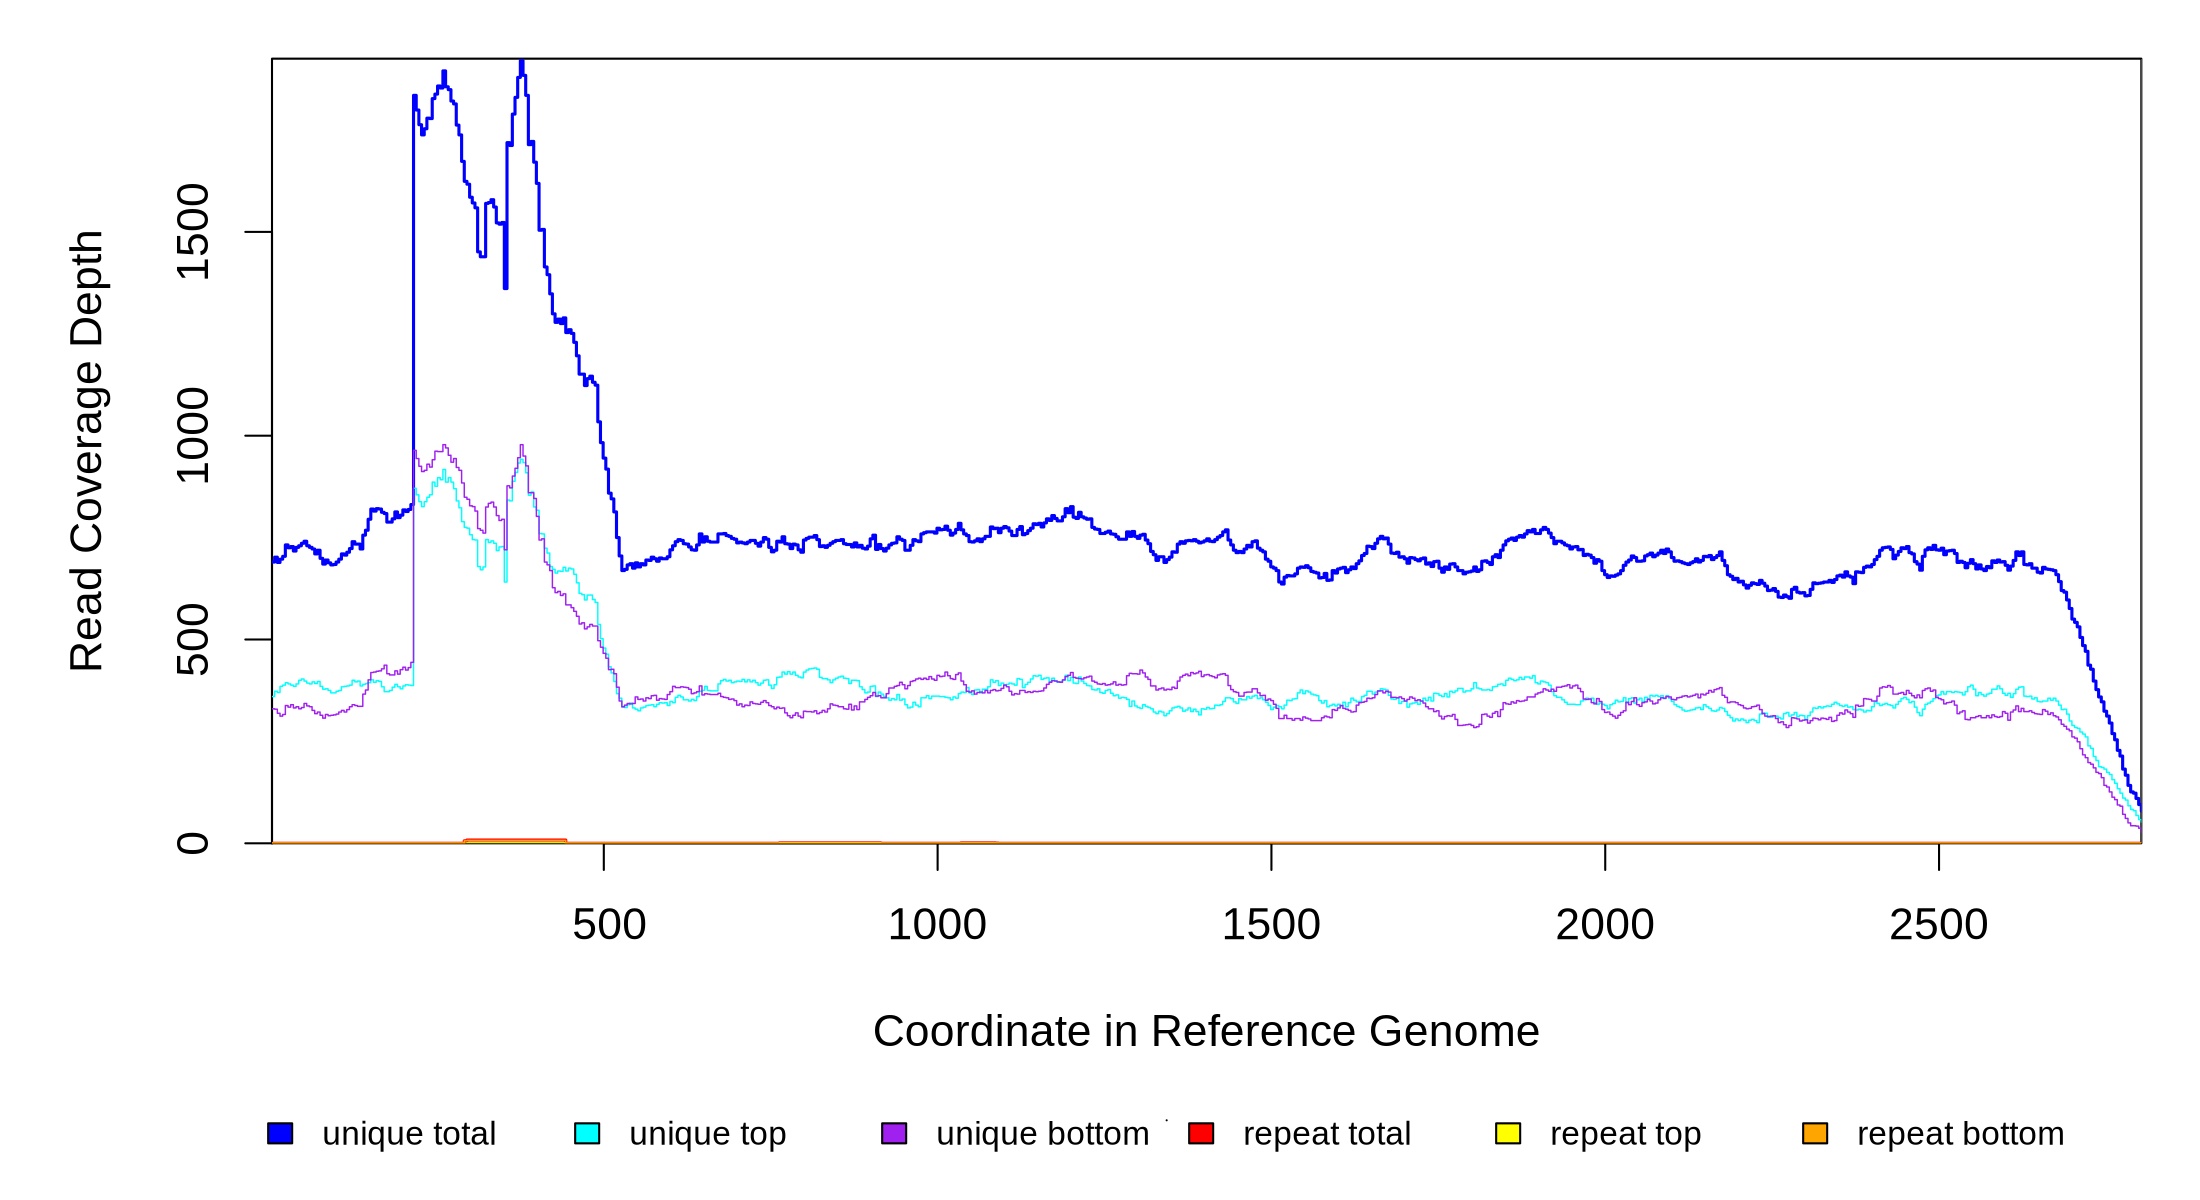 Read Coverage Depth
1500
1000
500
0
500 1000 1500 2000 2500
Coordinate in Reference Genome
unique total unique top unique bottom repeat total repeat top repeat bottom